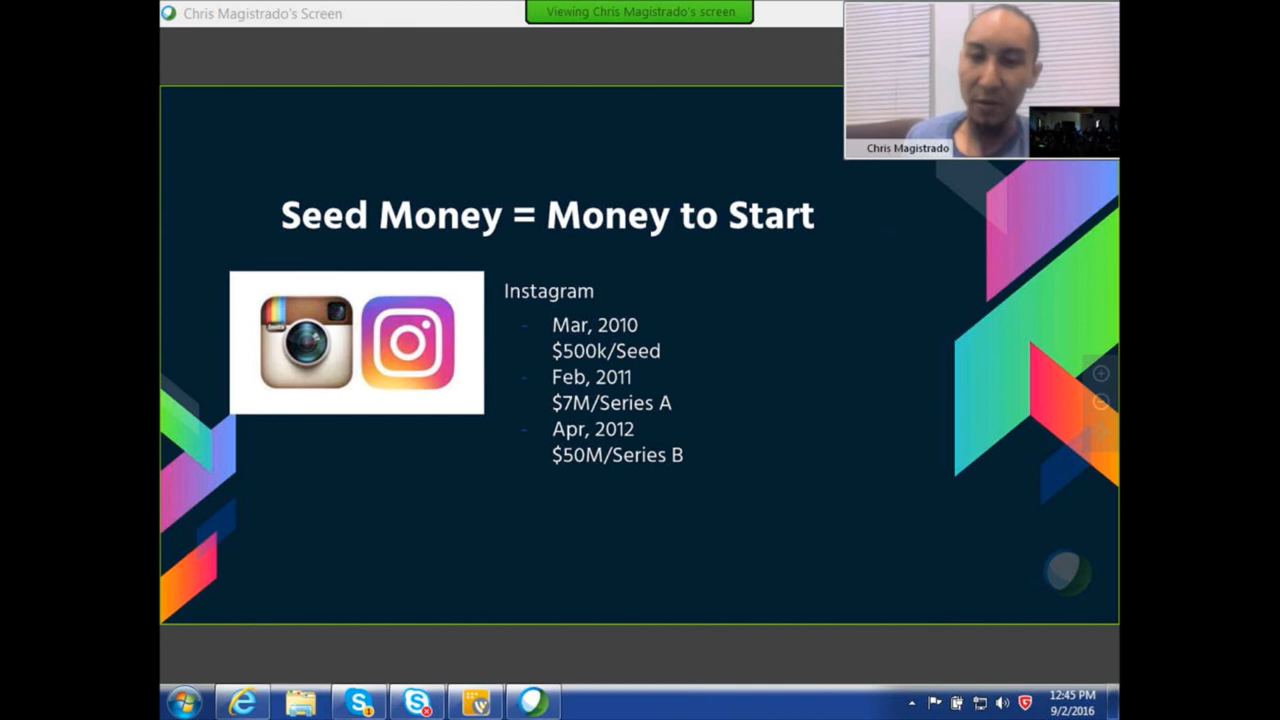 Chris Magistrado's Screen
Viewing Chris Magistrado's screen
Chris Magistrado
Seed Money = Money to Start
Instagram
- Mar, 2010
$500k/Seed
- Feb, 2011
$7M/Series A
- Apr, 2012
$50M/Series B
12:45 PM
9/2/2016